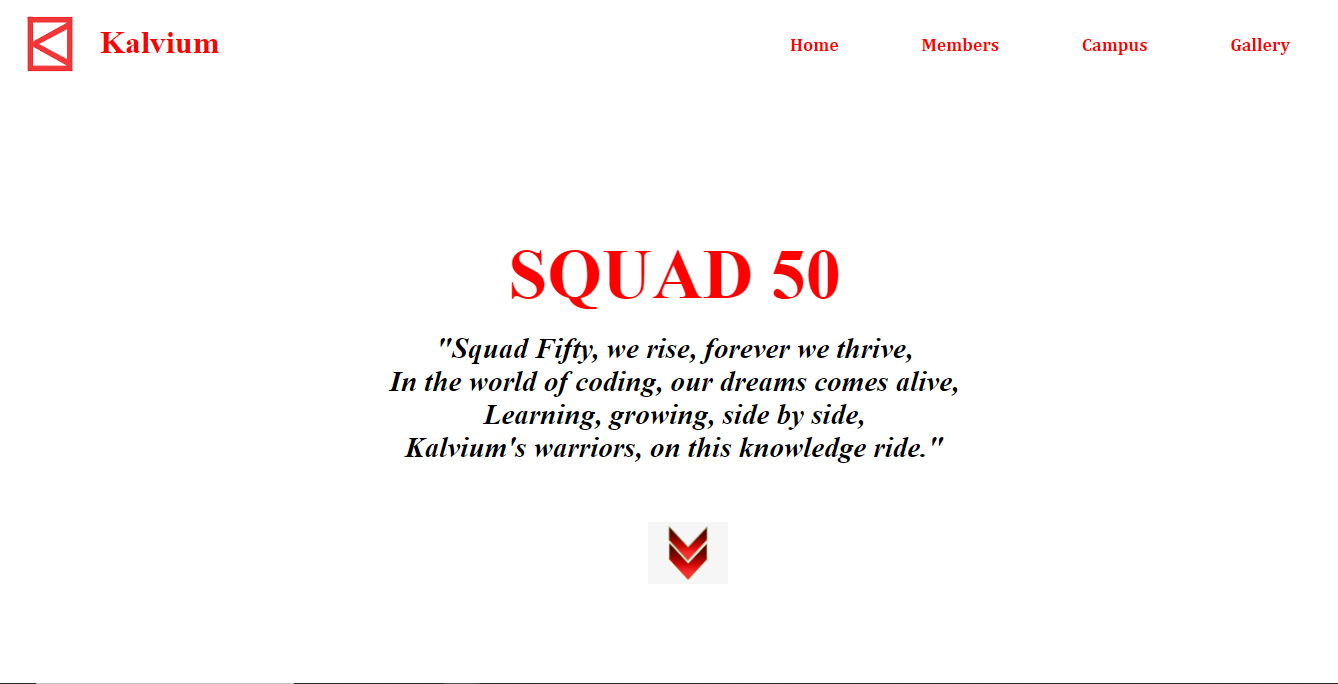 Kalvium
Home Members Campus Gallery
SQUAD 50
"Squad Fifty, we rise, forever we thrive,
In the world of coding, our dreams comes alive,
Learning, growing, side by side,
Kalvium's warriors, on this knowledge ride."